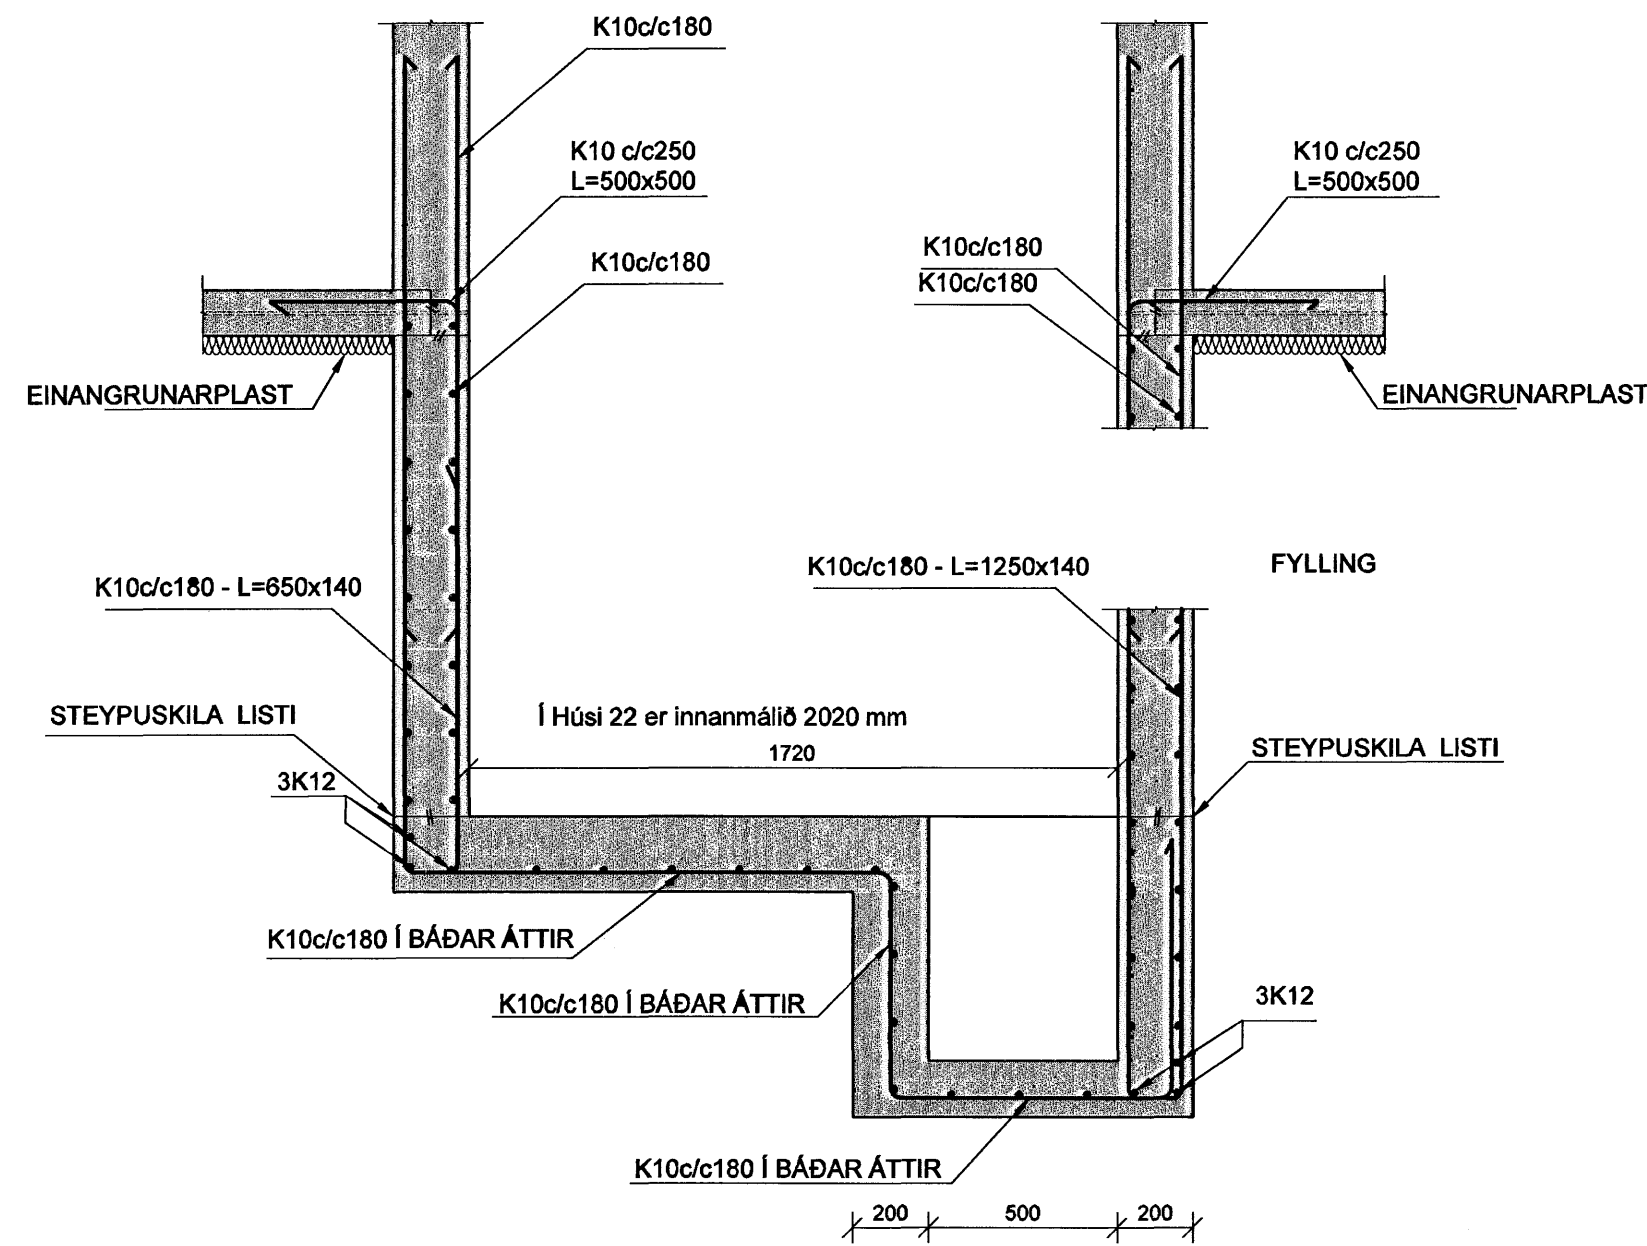 K10c/c180
K10 c/c250
L=500x500
K10 c/c250
L=500x500
K10c/c180
K10c/c180
K10c/c180
EINANGRUNARPLAST
EINANGRUNARPLAST
FYLLING
K10c/c180 - L=650x140
K10c/c180 - L=1250x140
STEYPUSKILA LISTI
Í Húsi 22 er innanmálið 2020 mm
1720
STEYPUSKILA LISTI
3K12
K10c/c180 Í BÁÐAR ÁTTIR
K10c/c180 Í BÁÐAR ÁTTIR
3K12
K10c/c180 Í BÁÐAR ÁTTIR
200 500 200